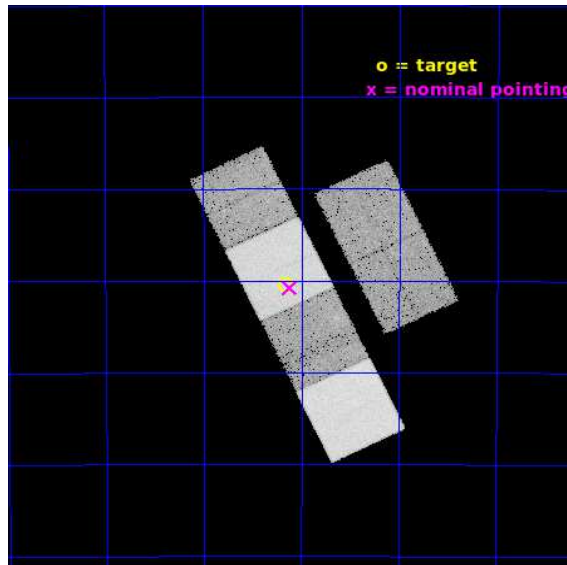 o = target
x = nominal pointing